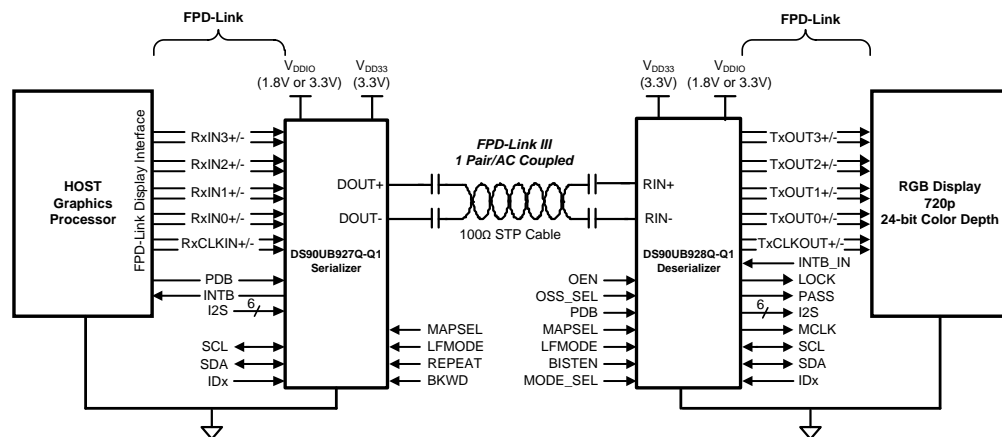 FPD-Link
FPD-Link
VDDIO
(1.8V or 3.3V)
VDD33
(3.3V)
VDD33
(3.3V)
VDDIO
(1.8V or 3.3V)
HOST
Graphics
Processor
FPD-Link Display Interface
RxIN3+/-
RxIN2+/-
RxIN1+/-
RxIN0+/-
RxCLKIN+/-
PDB
INTB
I2S
6
SCL
SDA
IDx
DOUT+
DOUT-
DS90UB927Q-Q1
Serializer
MAPSEL
LFMODE
REPEAT
BKWD
FPD-Link III
1 Pair/AC Coupled
100Ω STP Cable
OEN
OSS_SEL
PDB
MAPSEL
LFMODE
BISTEN
MODE_SEL
RIN+
RIN-
DS90UB928Q-Q1
Deserializer
TxOUT3+/-
TxOUT2+/-
TxOUT1+/-
TxOUT0+/-
TxCLKOUT+/-
INTB_IN
LOCK
PASS
6
I2S
MCLK
SCL
SDA
IDx
RGB Display
720p
24-bit Color Depth